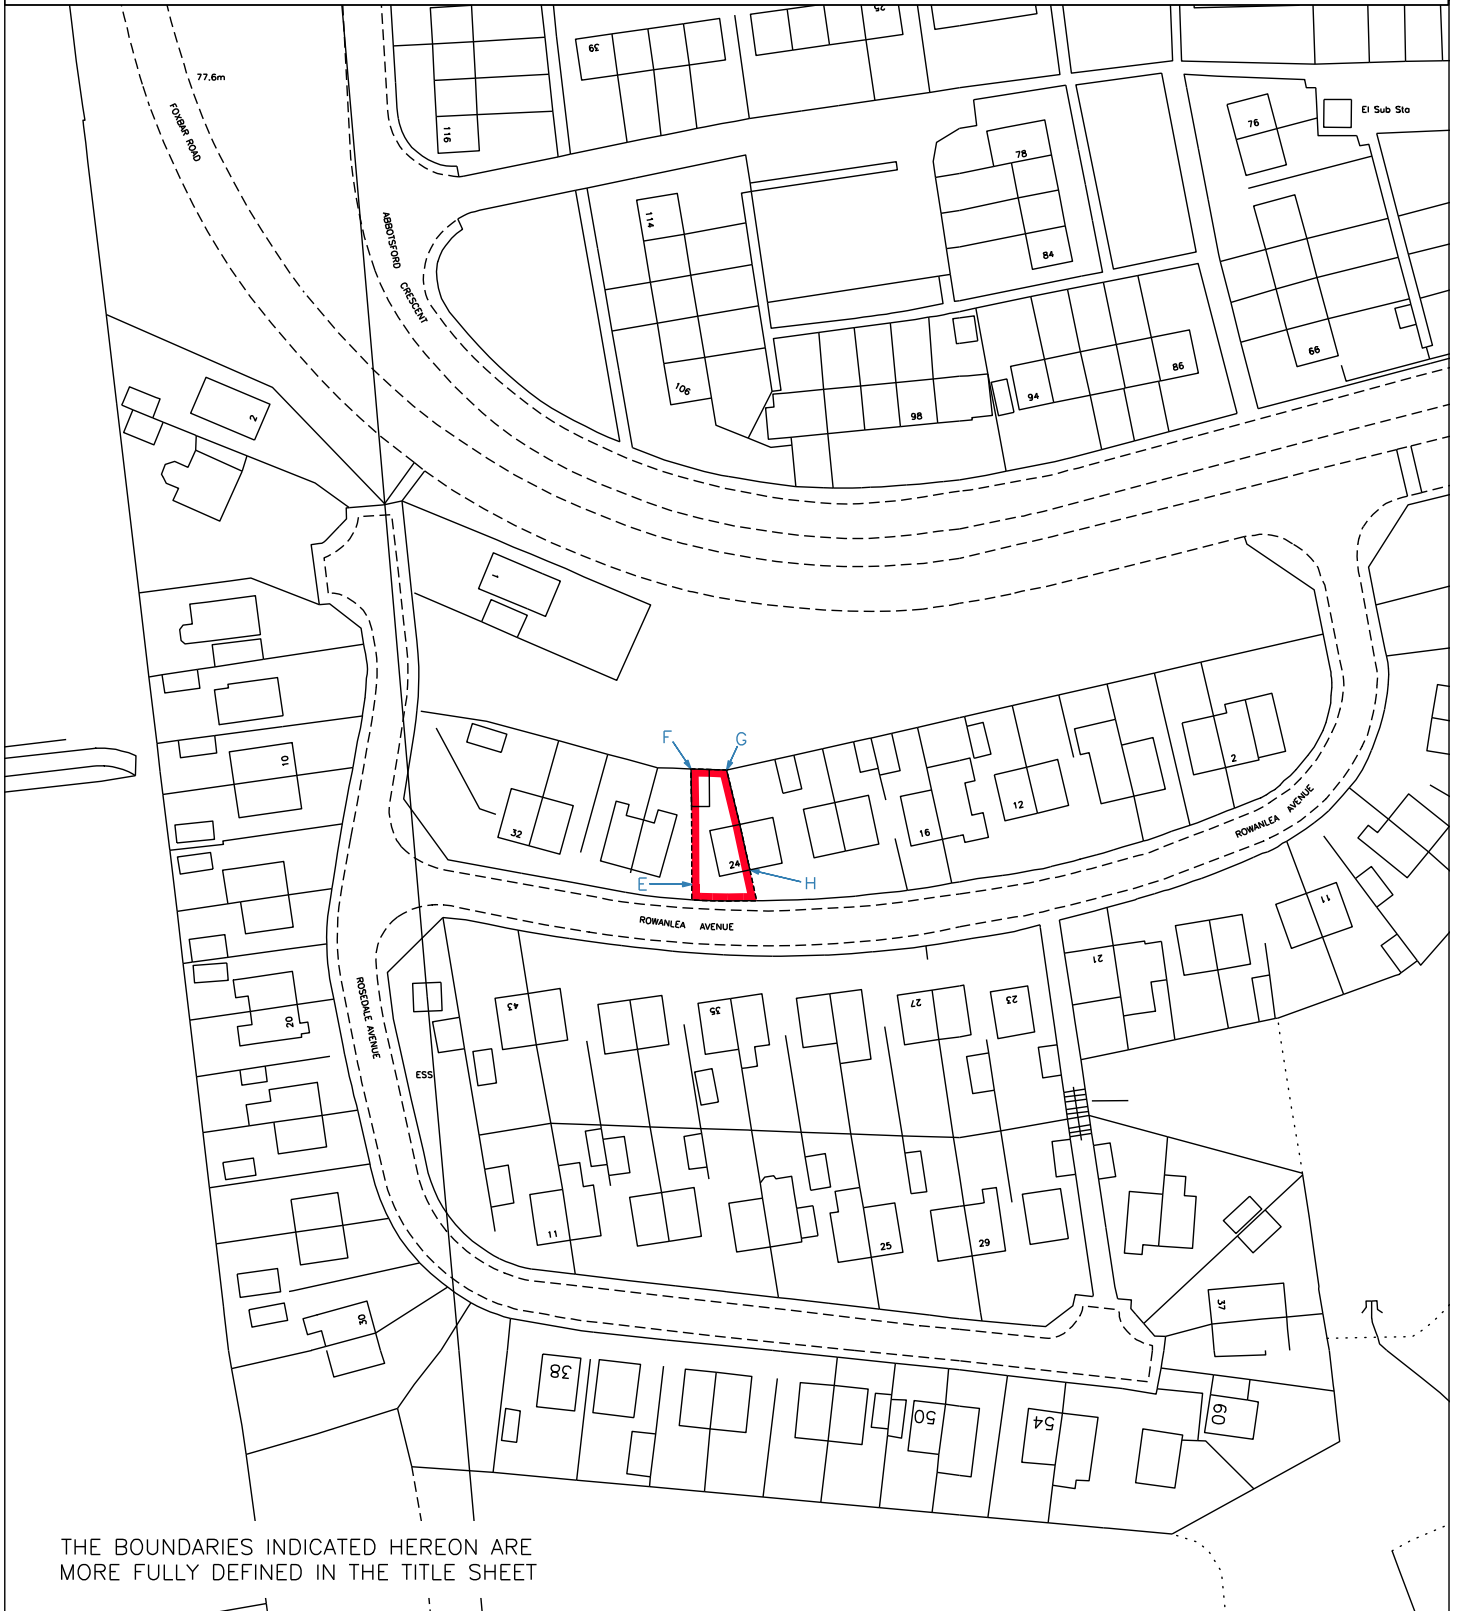 39
25
77.6m
FOXBAR ROAD
116
El Sub Sta
76
78
114
ABBOTSFORD CRESCENT
84
66
106
98
94
86
2
1
F
G
10
2
32
12
16
24
ROWANLEA AVENUE
E
H
ROWANLEA AVENUE
11
21
43
35
27
23
ROSEDALE AVENUE
20
ESS
11
25
29
37
30
38
50
54
60
THE BOUNDARIES INDICATED HEREON ARE
MORE FULLY DEFINED IN THE TITLE SHEET